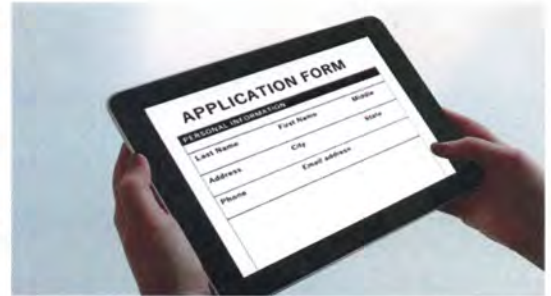 APPLICATION FORM
PERSONAL INFORMATION
Last Name First Name Middle
Address City State
Phone Email address